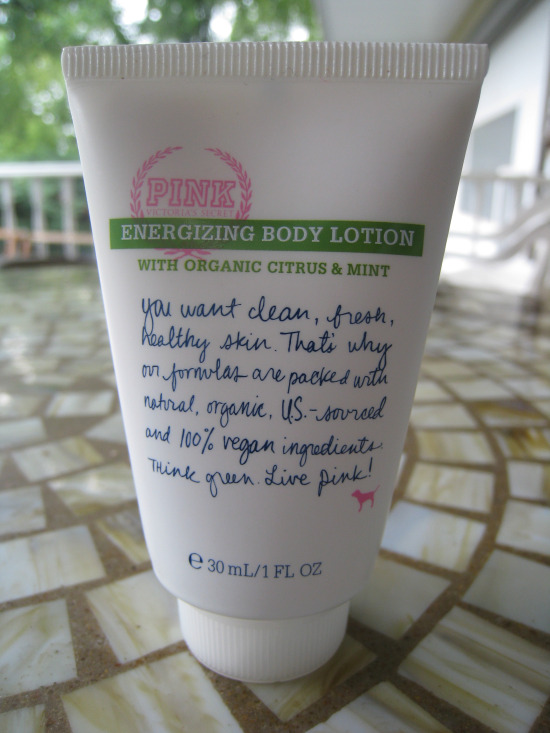 PINK
VICTORIA'S SECRET
ENERGIZING BODY LOTION
WITH ORGANIC CITRUS & MINT
you want clean, fresh,
healthy skin. That's why
our formulas are packed with
natural, organic, U.S.-sourced
and 100% vegan ingredients.
Think green. Live pink!
e 30 mL/1 FL OZ